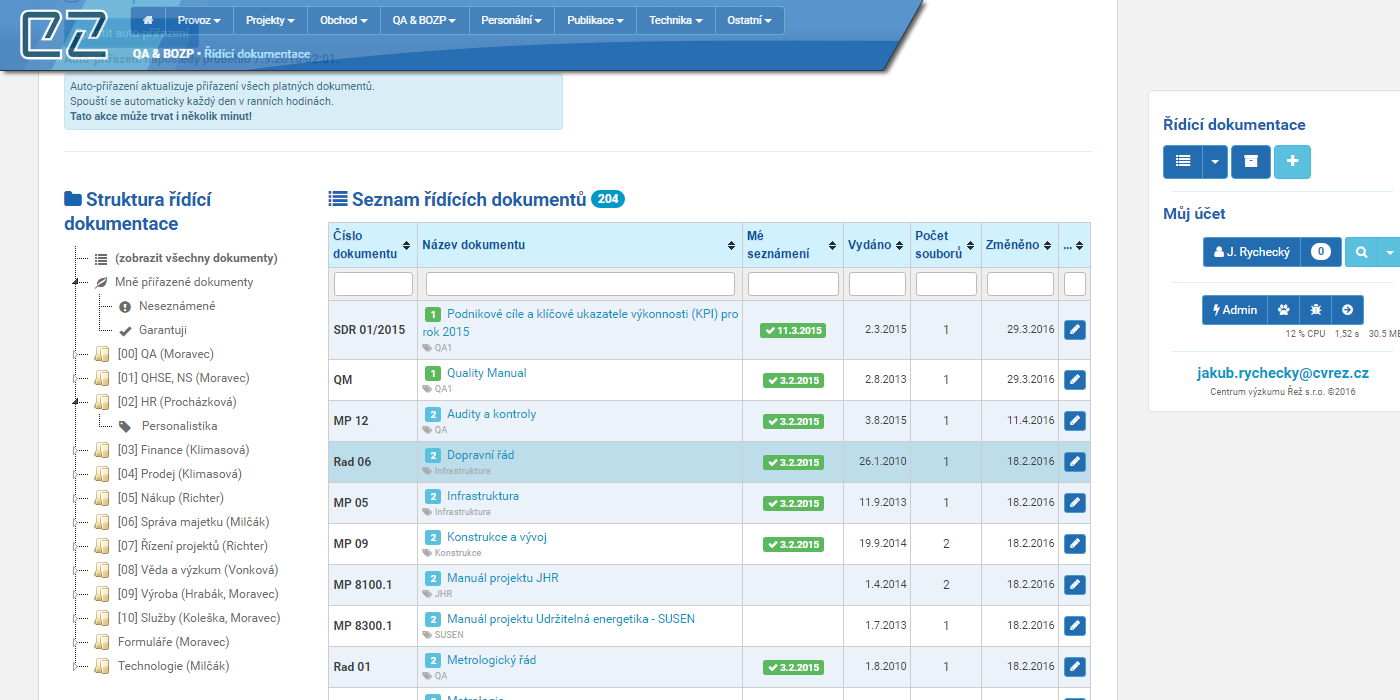 EZ
Provoz
Projekty
Obchod
QA & BOZP
Personální
Publikace
Technika
Ostatní
QA & BOZP • Řídící dokumentace
Auto-přiřazení aktualizuje přiřazení všech platných dokumentů.
Spouští se automaticky každý den v ranních hodinách.
Tato akce může trvat i několik minut!
Struktura řídící
dokumentace
(zobrazit všechny dokumenty)
Mně přiřazené dokumenty
Neseznámené
Garantuji
[00] QA (Moravec)
[01] QHSE, NS (Moravec)
[02] HR (Procházková)
Personalistika
[03] Finance (Klimasová)
[04] Prodej (Klimasová)
[05] Nákup (Richter)
[06] Správa majetku (Milčák)
[07] Řízení projektů (Richter)
[08] Věda a výzkum (Vonková)
[09] Výroba (Hrabák, Moravec)
[10] Služby (Koleška, Moravec)
Formuláře (Moravec)
Technologie (Milčák)
Seznam řídících dokumentů 204
Číslo dokumentu Název dokumentu Mé seznámení Vydáno Počet souborů Změněno ...
SDR 01/2015 1 Podnikové cíle a klíčové ukazatele výkonnosti (KPI) pro 11.3.2015 2.3.2015 1 29.3.2016
rok 2015
QA1
QM 1 Quality Manual 3.2.2015 2.8.2013 1 29.3.2016
QA1
MP 12 2 Audity a kontroly 3.2.2015 3.8.2015 1 11.4.2016
QA
Rad 06 2 Dopravní řád 3.2.2015 26.1.2010 1 18.2.2016
Infrastruktura
MP 05 2 Infrastruktura 3.2.2015 11.9.2013 1 18.2.2016
Infrastruktura
MP 09 2 Konstrukce a vývoj 3.2.2015 19.9.2014 2 18.2.2016
Konstrukce
MP 8100.1 2 Manuál projektu JHR 1.4.2014 2 18.2.2016
JHR
MP 8300.1 2 Manuál projektu Udržitelná energetika - SUSEN 1.7.2013 1 18.2.2016
SUSEN
Rad 01 2 Metrologický řád 3.2.2015 1.8.2010 1 18.2.2016
QA
Řídící dokumentace
Můj účet
J. Rychecký 0
Admin
12 % CPU 1,52 s 30.5 MB
jakub.rychecky@cvrez.cz
Centrum výzkumu Řež s.r.o. ©2016